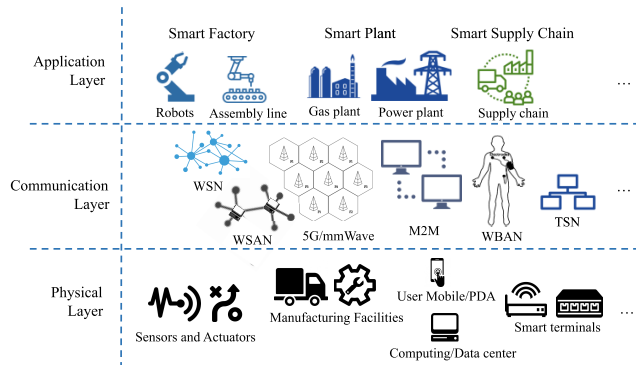 Smart Factory
Smart Plant
Smart Supply Chain
Application
Layer
Robots
Assembly line
Gas plant
Power plant
Supply chain
...
Communication
Layer
WSN
WSAN
5G/mmWave
M2M
WBAN
TSN
...
Physical
Layer
Sensors and Actuators
Manufacturing Facilities
User Mobile/PDA
Computing/Data center
Smart terminals
...